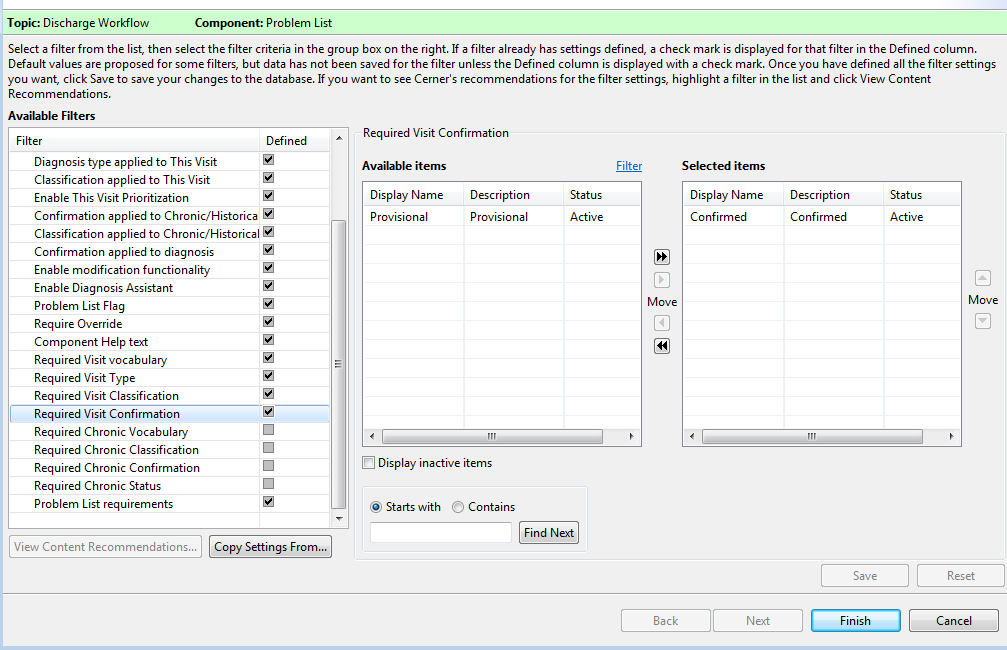 Topic: Discharge Workflow Component: Problem List
Select a filter from the list, then select the filter criteria in the group box on the right. If a filter already has settings defined, a check mark is displayed for that filter in the Defined column.
Default values are proposed for some filters, but data has not been saved for the filter unless the Defined column is displayed with a check mark. Once you have defined all the filter settings
you want, click Save to save your changes to the database. If you want to see Cerner's recommendations for the filter settings, highlight a filter in the list and click View Content
Recommendations.
Available Filters
Filter Defined
Diagnosis type applied to This Visit
Classification applied to This Visit
Enable This Visit Prioritization
Confirmation applied to Chronic/Historica
Classification applied to Chronic/Historical
Confirmation applied to diagnosis
Enable modification functionality
Enable Diagnosis Assistant
Problem List Flag
Require Override
Component Help text
Required Visit vocabulary
Required Visit Type
Required Visit Classification
Required Visit Confirmation
Required Chronic Vocabulary
Required Chronic Classification
Required Chronic Confirmation
Required Chronic Status
Problem List requirements
View Content Recommendations... Copy Settings From...
Required Visit Confirmation
Available items Filter
Display Name Description Status
Provisional Provisional Active
Move
Selected items
Display Name Description Status
Confirmed Confirmed Active
Move
Display inactive items
Starts with Contains
Find Next
Save Reset
Back Next Finish Cancel